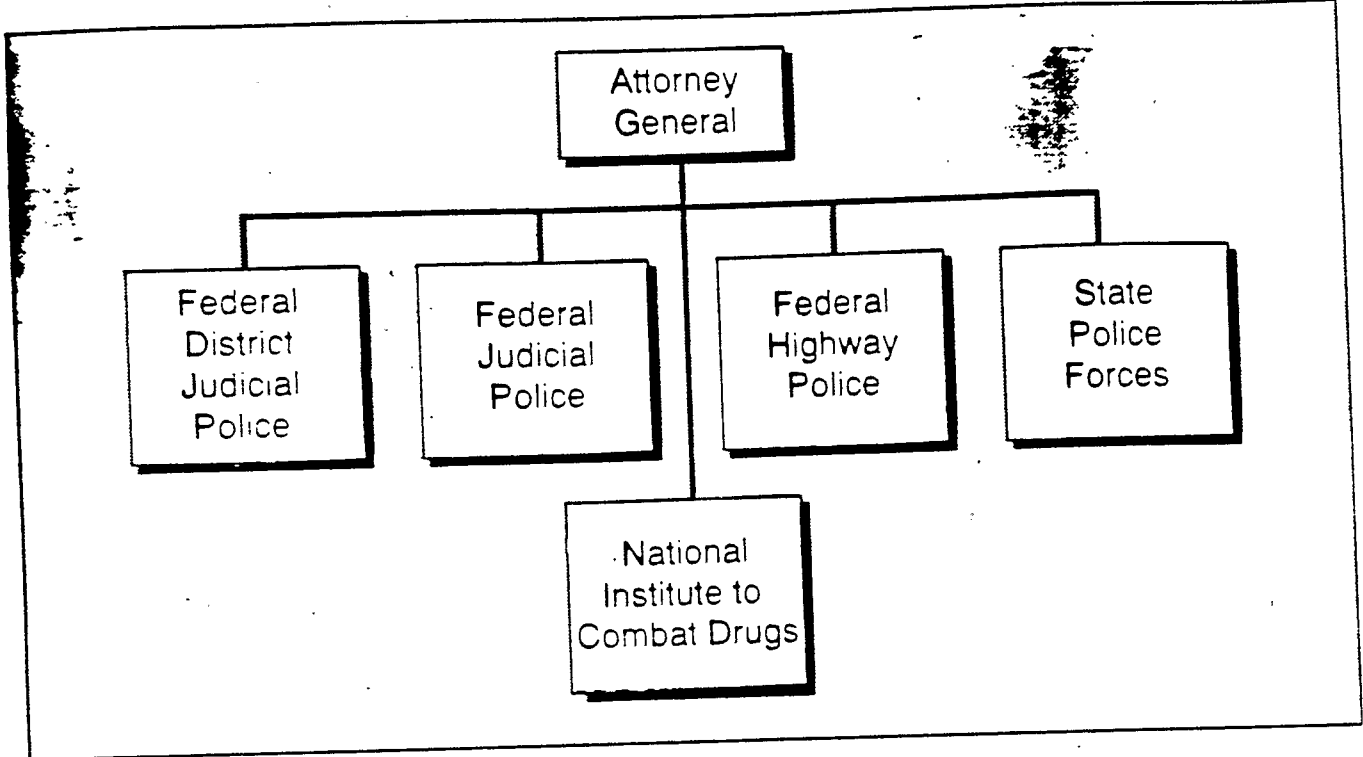 Attorney
General
Federal
District
Judicial
Police
Federal
Judicial
Police
Federal
Highway
Police
State
Police
Forces
National
Institute to
Combat Drugs